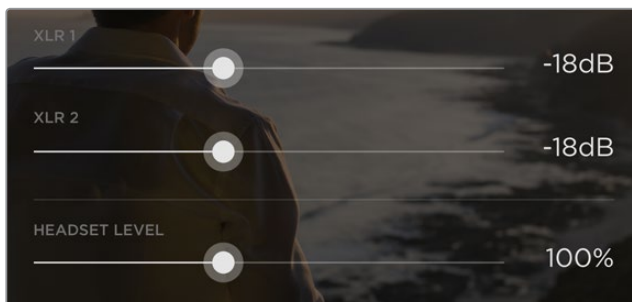 XLR 1
-18dB
XLR 2
-18dB
HEADSET LEVEL
100%